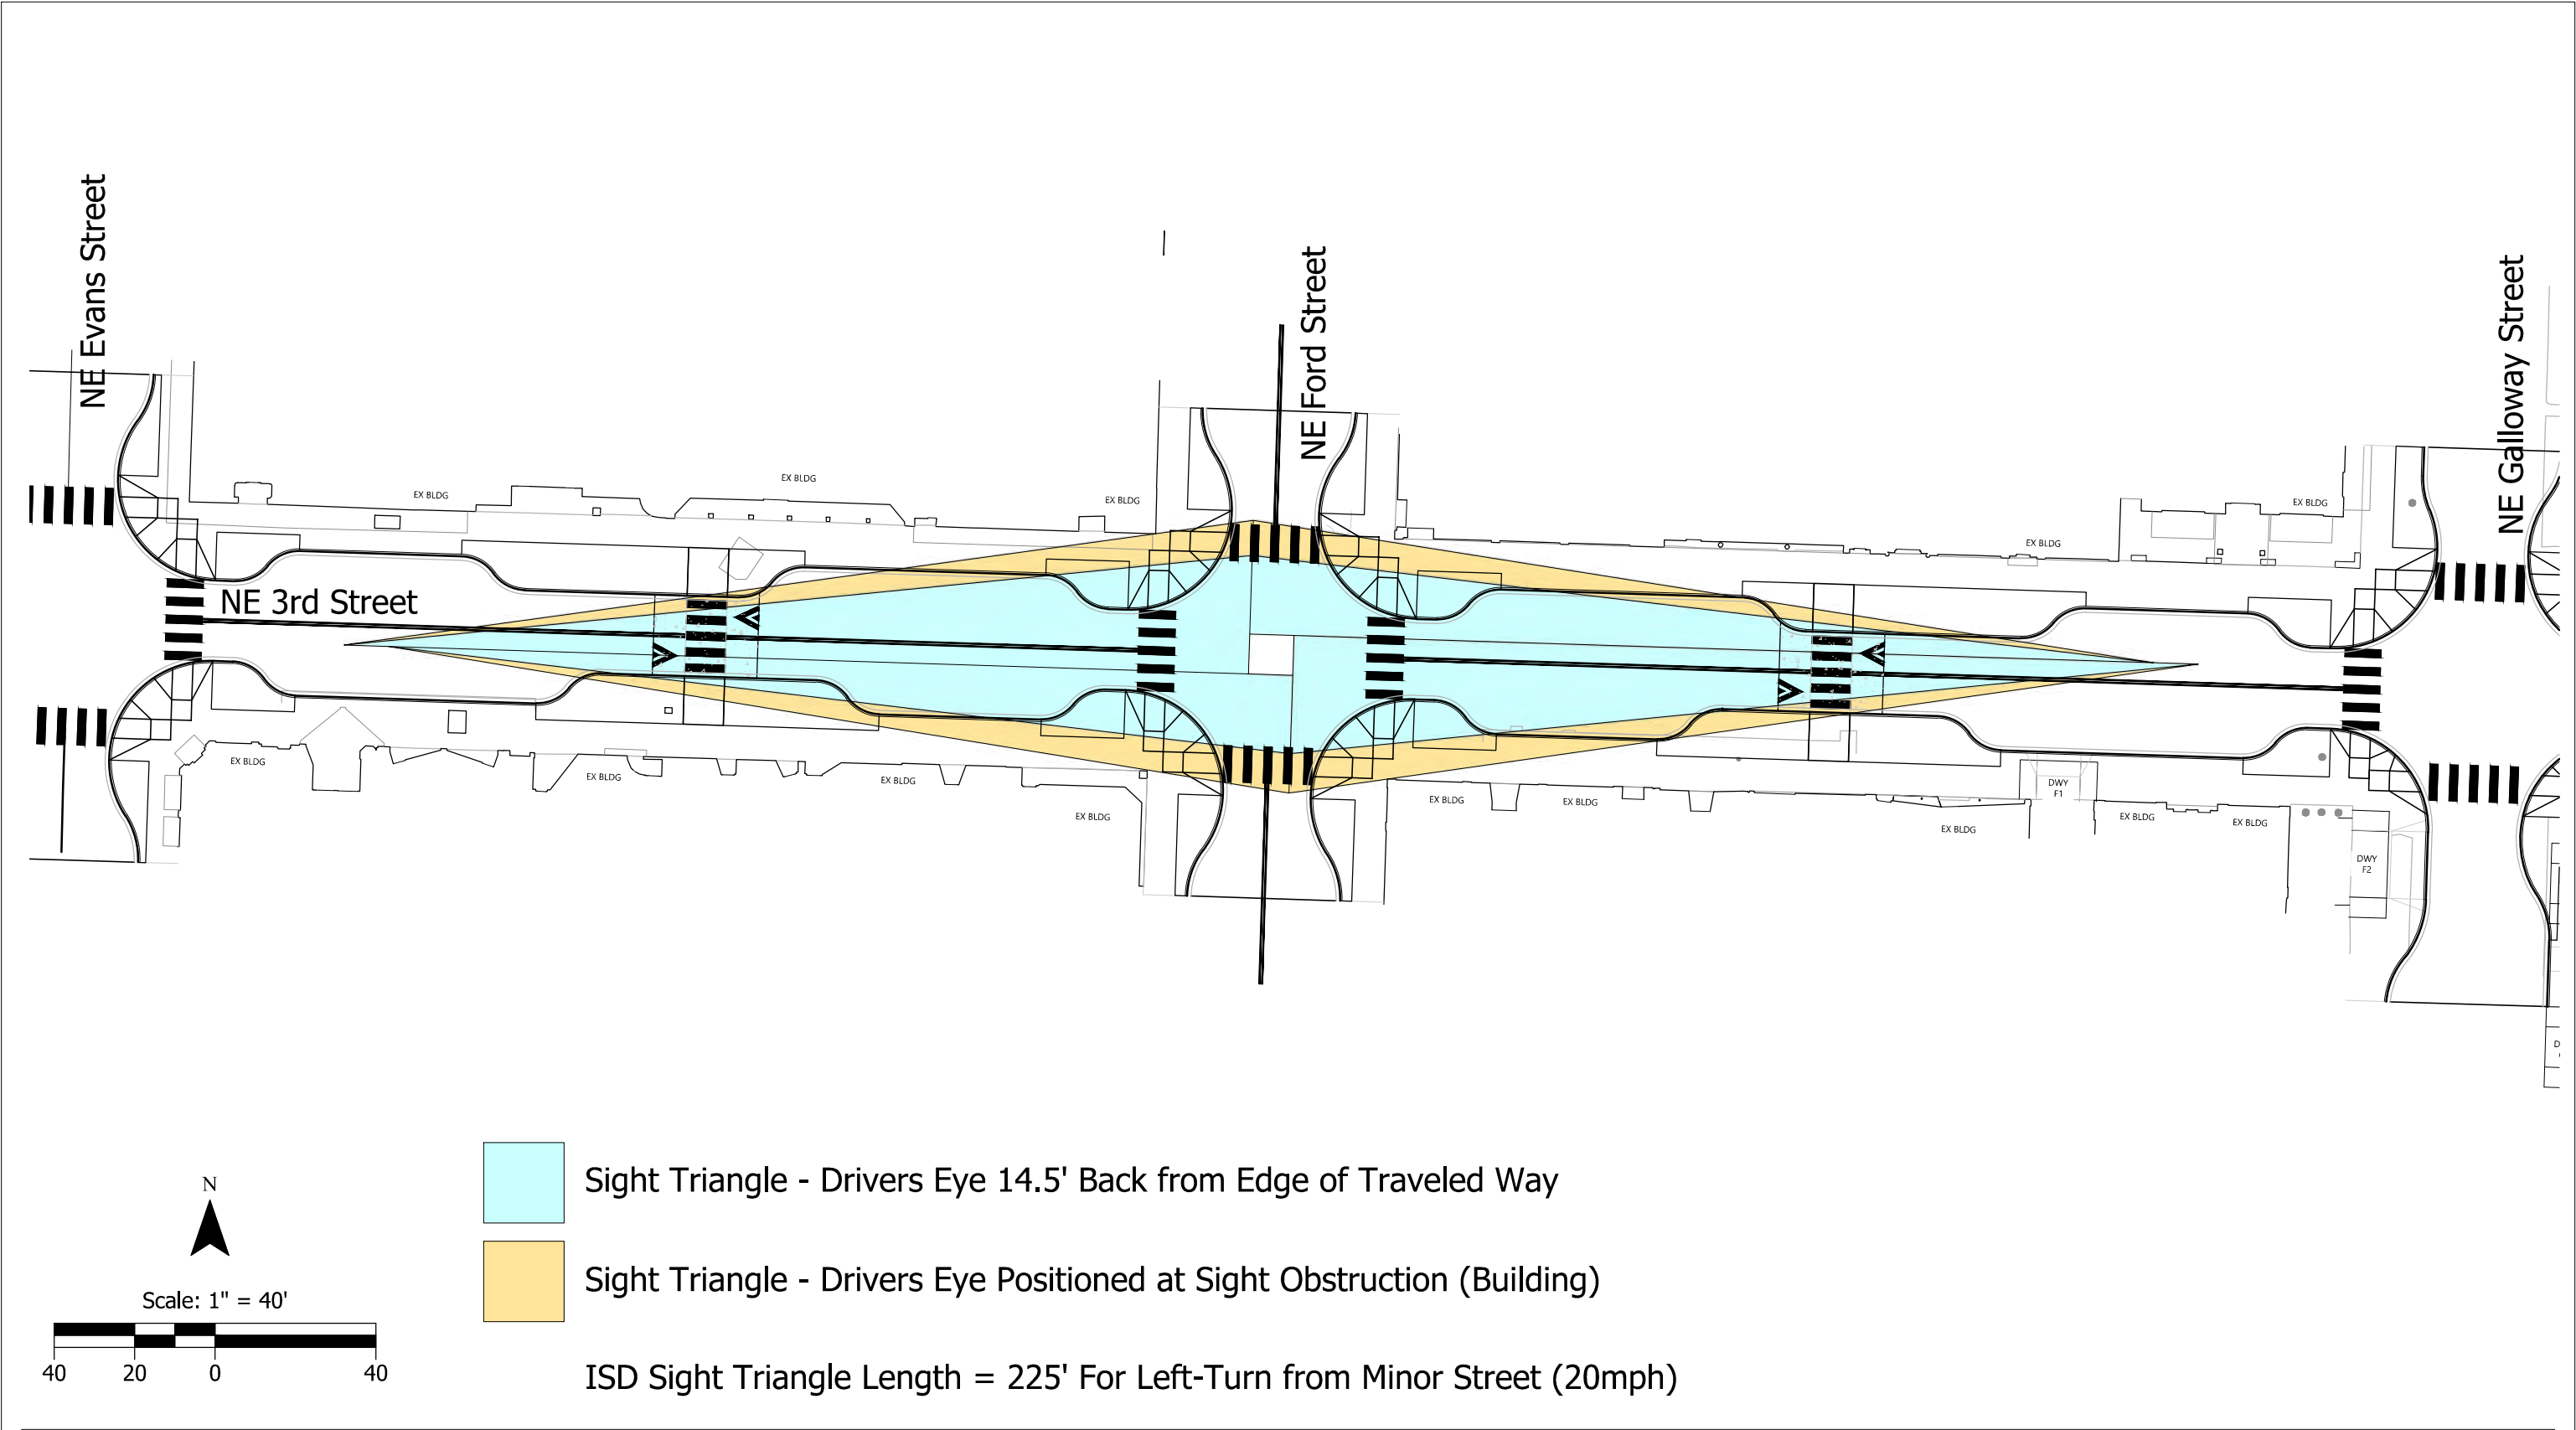 NE Evans Street
NE Ford Street
NE Galloway Street
EX BLDG
EX BLDG
EX BLDG
EX BLDG
EX BLDG
NE 3rd Street
EX BLDG
EX BLDG
EX BLDG
EX BLDG
EX BLDG
EX BLDG
EX BLDG
DWY
F1
EX BLDG
EX BLDG
DWY
F2
D
Sight Triangle - Drivers Eye 14.5' Back from Edge of Traveled Way
Sight Triangle - Drivers Eye Positioned at Sight Obstruction (Building)
ISD Sight Triangle Length = 225' For Left-Turn from Minor Street (20mph)
N
Scale: 1" = 40'
40 20 0 40